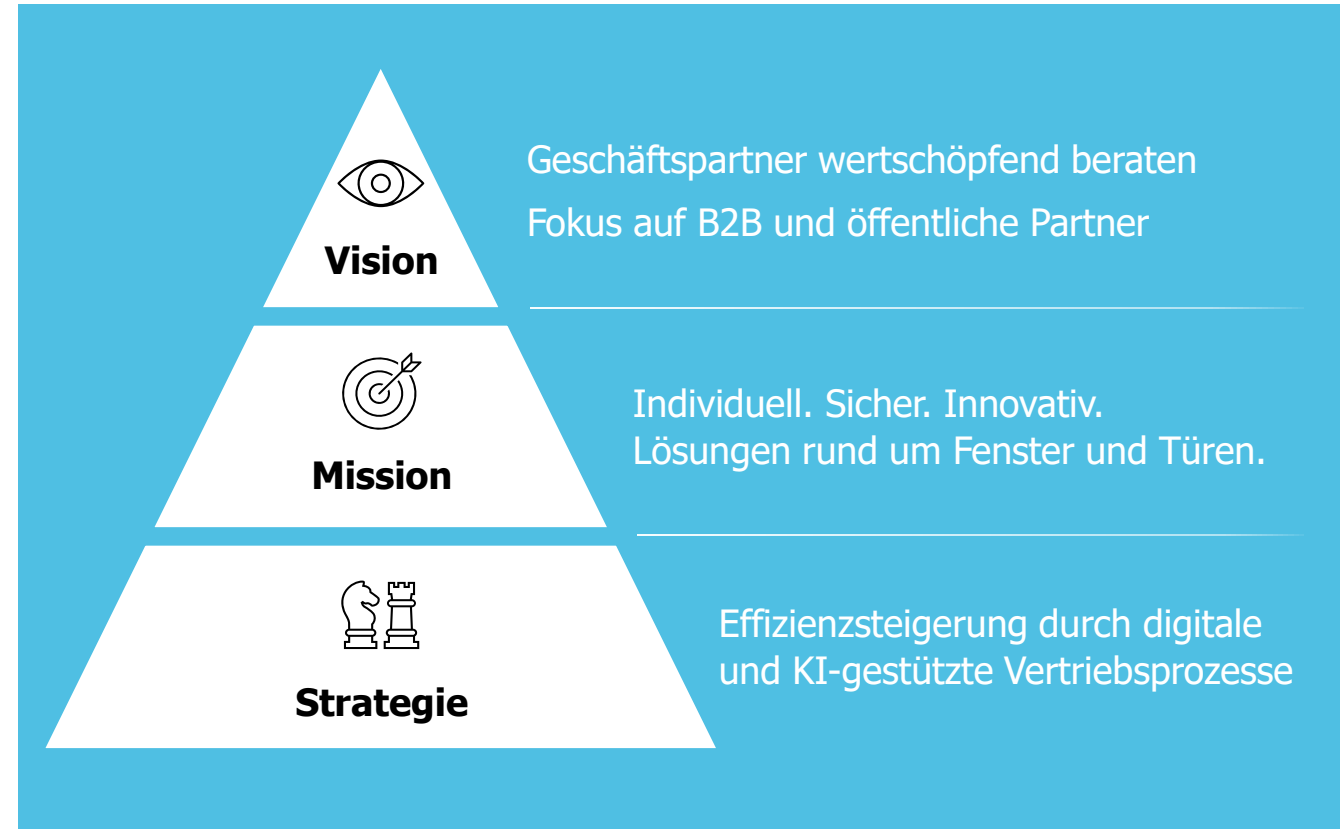 Vision
Geschäftspartner wertschöpfend beraten
Fokus auf B2B und öffentliche Partner
Mission
Individuell. Sicher. Innovativ.
Lösungen rund um Fenster und Türen.
Strategie
Effizienzsteigerung durch digitale
und KI-gestützte Vertriebsprozesse